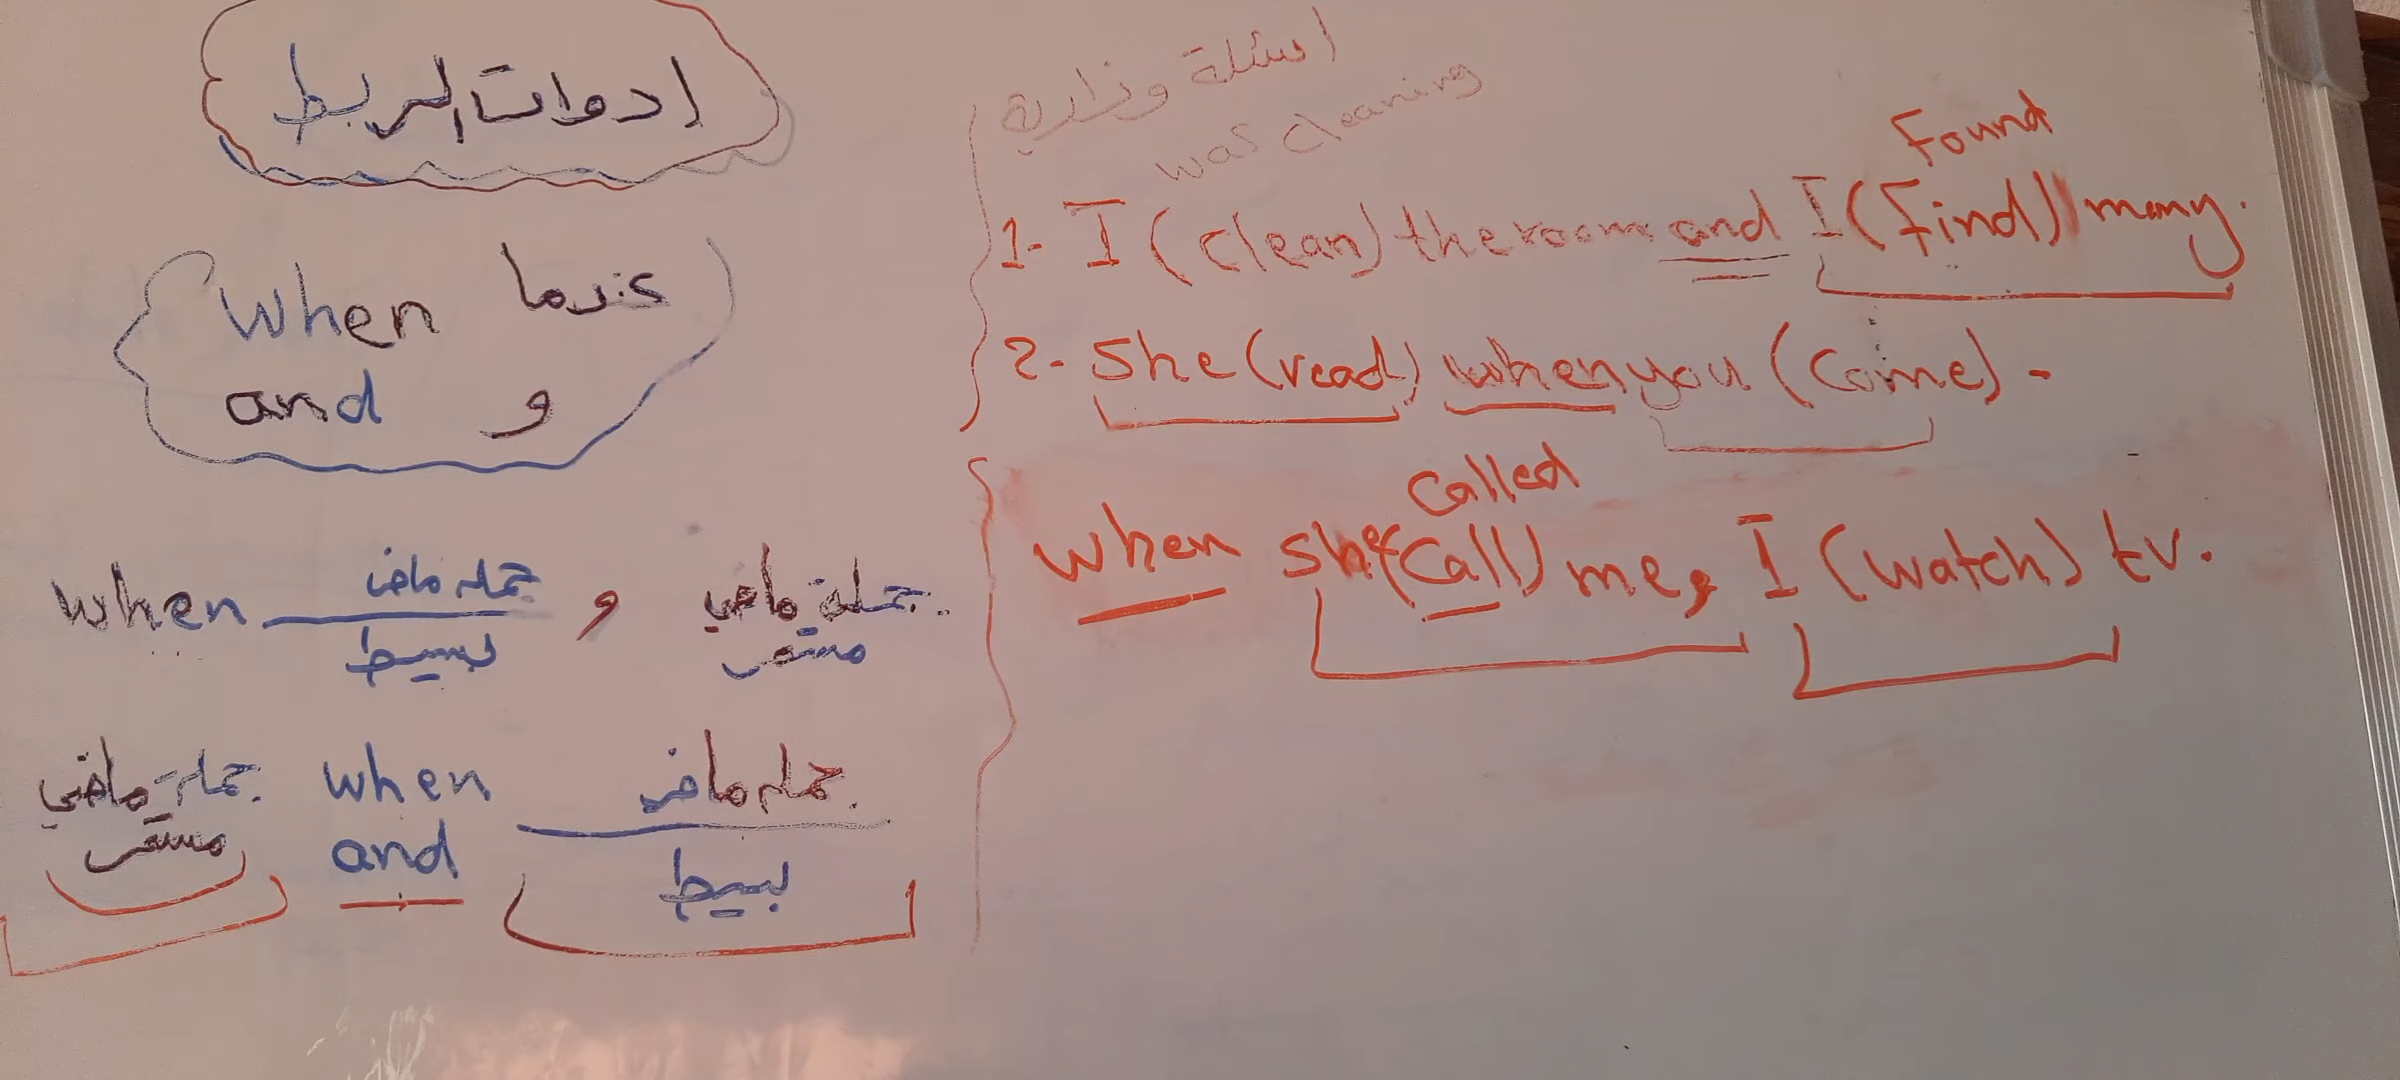 ادوات الربط
When عندما
and و
when جملة ماضي بسيط , جملة ماضي مستمر
جملة ماضي مستمر when and جملة ماضي بسيط
اسئلة وزارية
was cleaning
Found
1- I (clean) the room and I (find) many.
2- She (read) when you (come).
Called
when she (call) me, I (watch) tv.